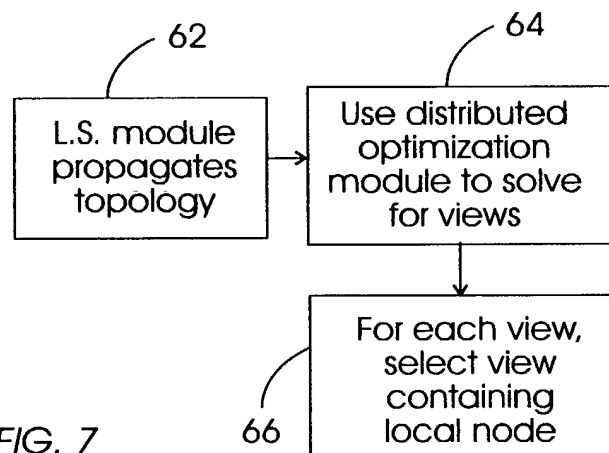 62
64
L.S. module
propagates
topology
Use distributed
optimization
module to solve
for views
For each view,
select view
containing
local node
66
FIG. 7